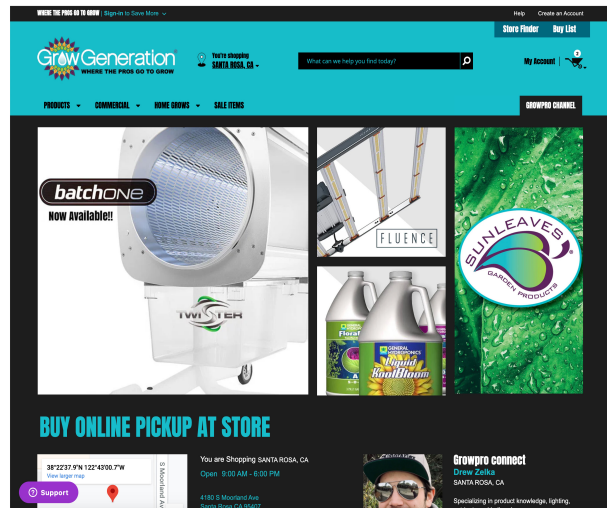 WHERE THE PROS GO TO GROW | Sign-in to Save More
Help Create an Account
Store Finder Buy List
GrowGeneration
WHERE THE PROS GO TO GROW
You're shopping
SANTA ROSA, CA
What can we help you find today?
My Account |
PRODUCTS COMMERCIAL HOME GROWS SALE ITEMS
GROWPRO CHANNEL
batchone
Now Available!!
TWISTER
FLUENCE
GENERAL HYDROPONICS
Liquid
KoolBloom
SUNLEAVES
GARDEN PRODUCTS
BUY ONLINE PICKUP AT STORE
38°22'37.9"N 122°43'00.7"W
View larger map
S Moorland Av
Support
You are Shopping SANTA ROSA, CA
Open 9:00 AM - 6:00 PM
4180 S Moorland Ave
Santa Rosa CA 95407
Growpro connect
Drew Zelka
SANTA ROSA, CA
Specializing in product knowledge, lighting,